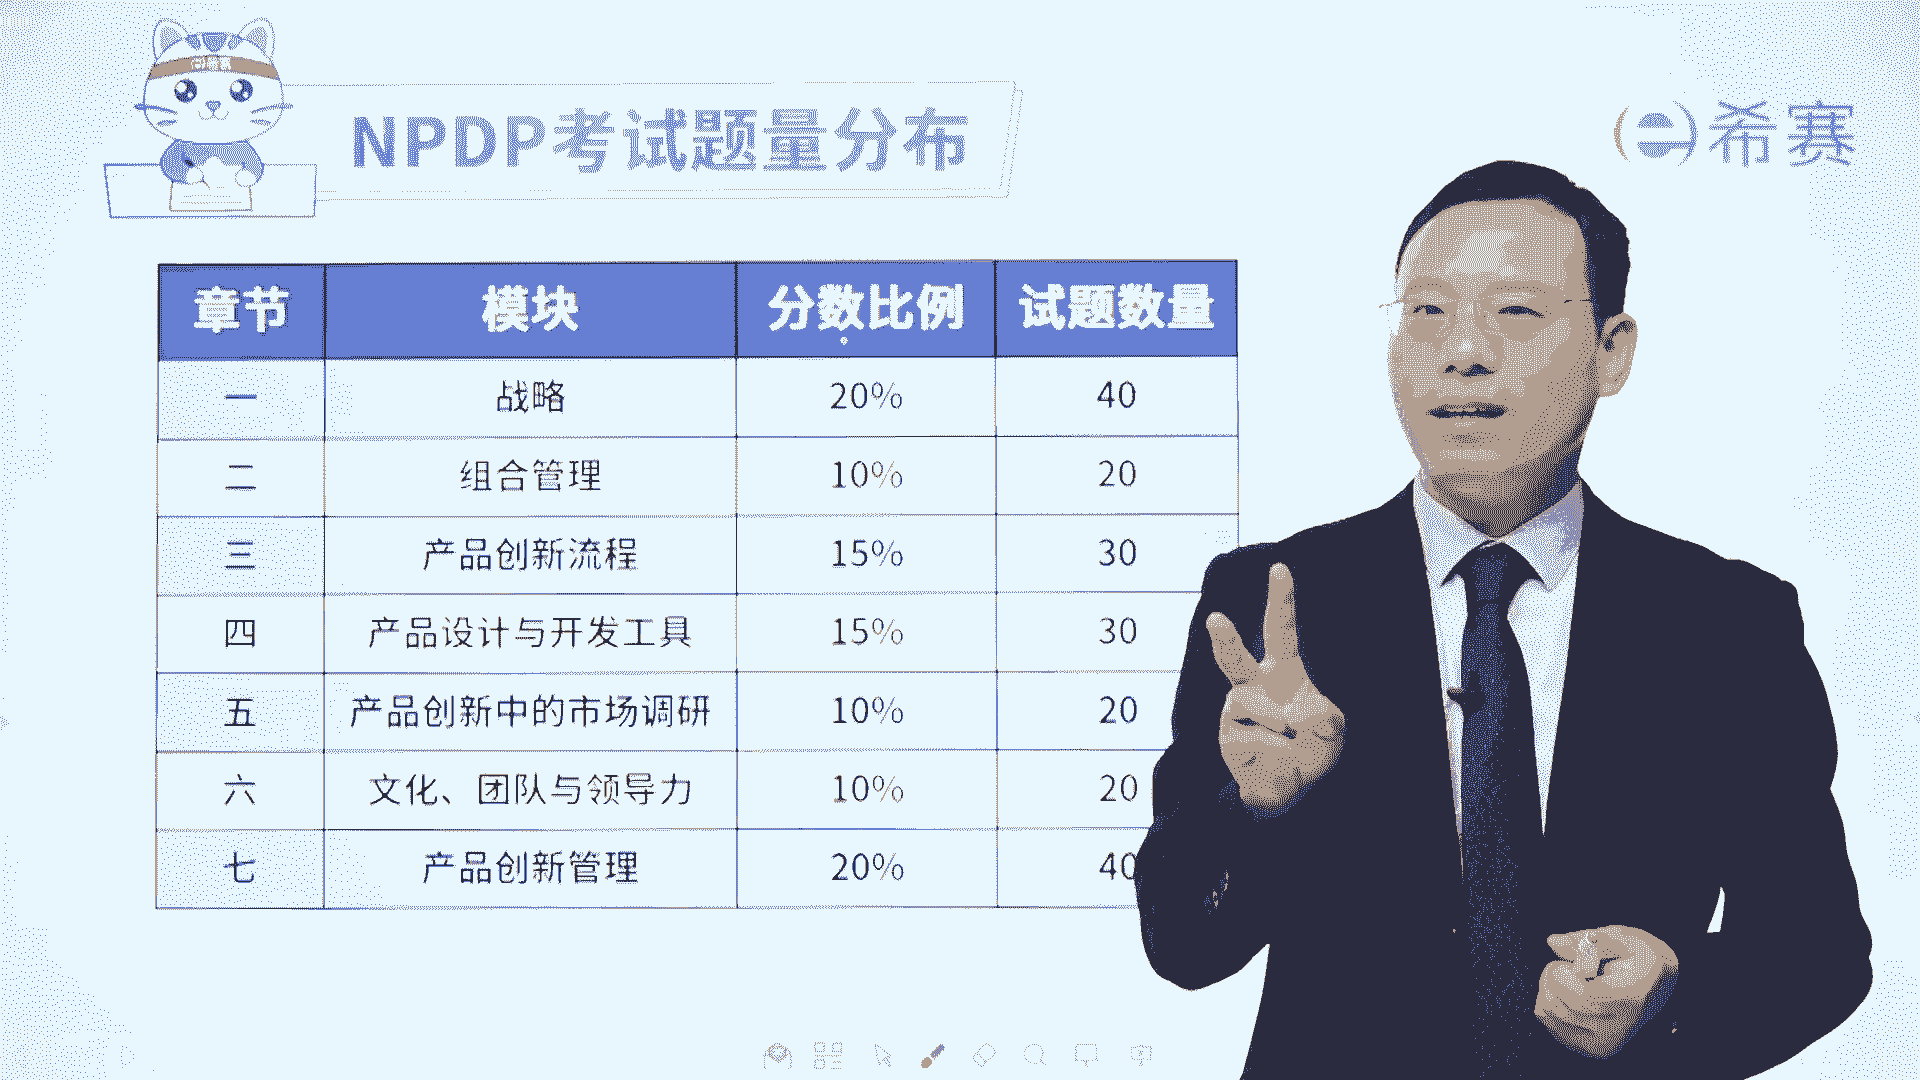 NPDP考试题量分布
希赛
章节 模块 分数比例 试题数量
一 战略 20% 40
二 组合管理 10% 20
三 产品创新流程 15% 30
四 产品设计与开发工具 15% 30
五 产品创新中的市场调研 10% 20
六 文化、团队与领导力 10% 20
七 产品创新管理 20% 40